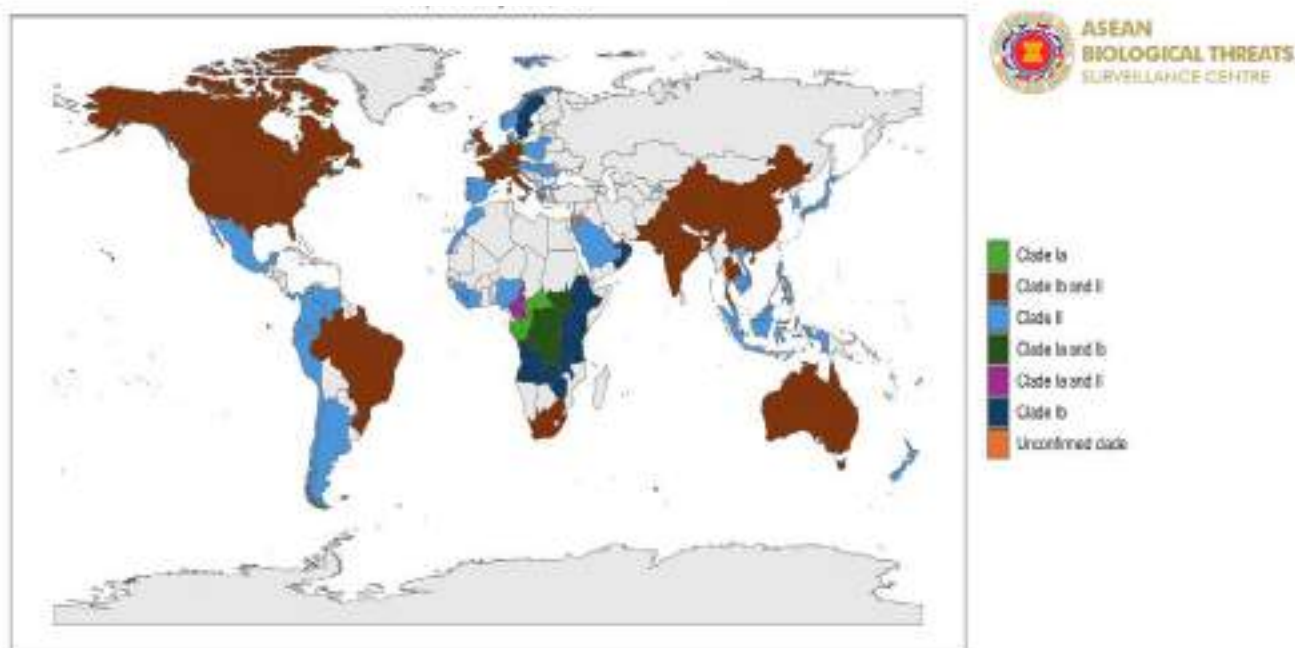 ASEAN
BIOLOGICAL THREATS
SURVEILLANCE CENTRE
Clade Ia
Clade Ib and II
Clade II
Clade Ia and Ib
Clade Ia and II
Clade Ib
Unconfirmed clade